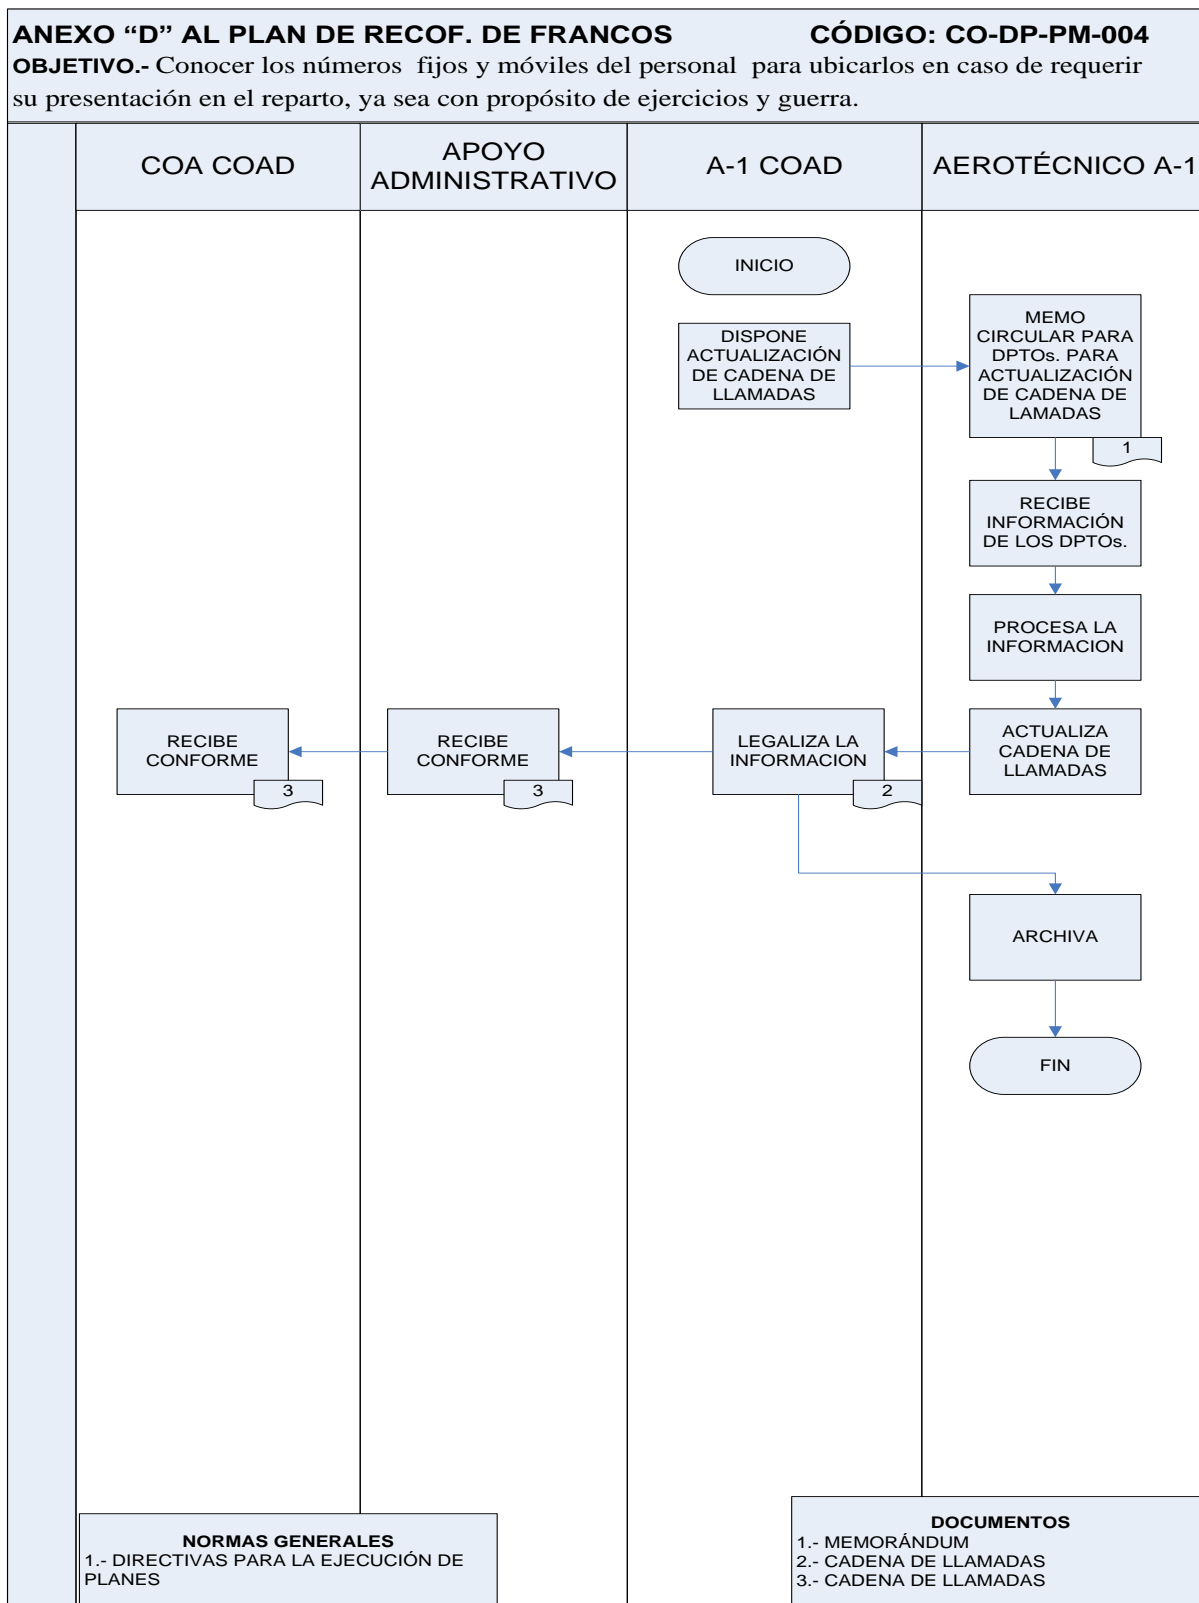 ANEXO “D” AL PLAN DE RECOF. DE FRANCOS CÓDIGO: CO-DP-PM-004
OBJETIVO.- Conocer los números fijos y móviles del personal para ubicarlos en caso de requerir
su presentación en el reparto, ya sea con propósito de ejercicios y guerra.
COA COAD
APOYO
ADMINISTRATIVO
A-1 COAD
AEROTÉCNICO A-1
INICIO
DISPONE
ACTUALIZACIÓN
DE CADENA DE
LLAMADAS
MEMO
CIRCULAR PARA
DPTOs. PARA
ACTUALIZACIÓN
DE CADENA DE
LAMADAS
1
RECIBE
INFORMACIÓN
DE LOS DPTOs.
PROCESA LA
INFORMACION
ACTUALIZA
CADENA DE
LLAMADAS
LEGALIZA LA
INFORMACION
2
RECIBE
CONFORME
3
RECIBE
CONFORME
3
ARCHIVA
FIN
NORMAS GENERALES
1.- DIRECTIVAS PARA LA EJECUCIÓN DE
PLANES
DOCUMENTOS
1.- MEMORÁNDUM
2.- CADENA DE LLAMADAS
3.- CADENA DE LLAMADAS